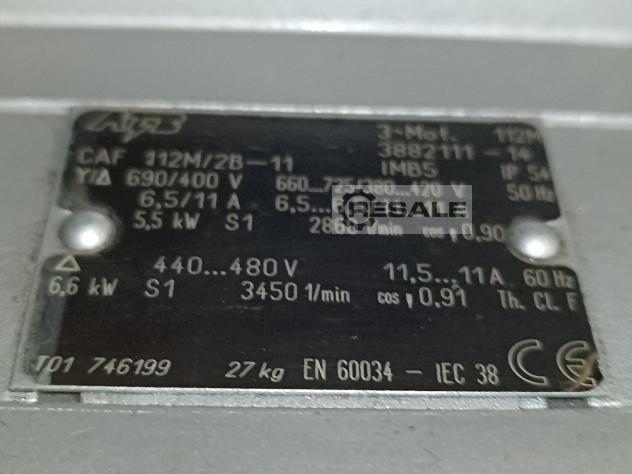 3~Mot. 112M
CAF 112M/2B-11 3882111-14
IMB5 IP 54
Y/Δ 690/400 V 660...725/380...420 V 50 Hz
6,5/11 A 6,5...
5,5 kW S1 1/min cos φ 0,90
RESALE
Δ 440...480 V 11,5...11 A 60 Hz
6,6 kW S1 3450 1/min cos φ 0,91 Th. Cl. F
T01 746199 27 kg EN 60034 - IEC 38 CE